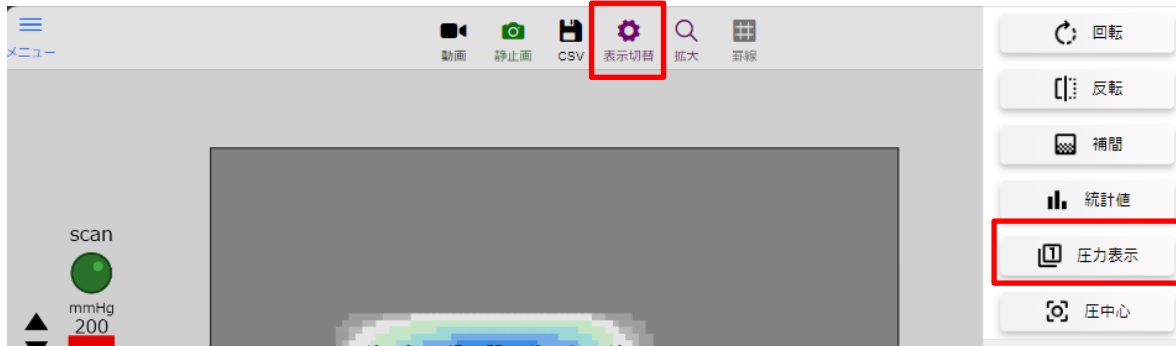 メニュー
動画
静止画
CSV
表示切替
拡大
罫線
回転
反転
補間
統計値
圧力表示
圧中心
scan
mmHg
200